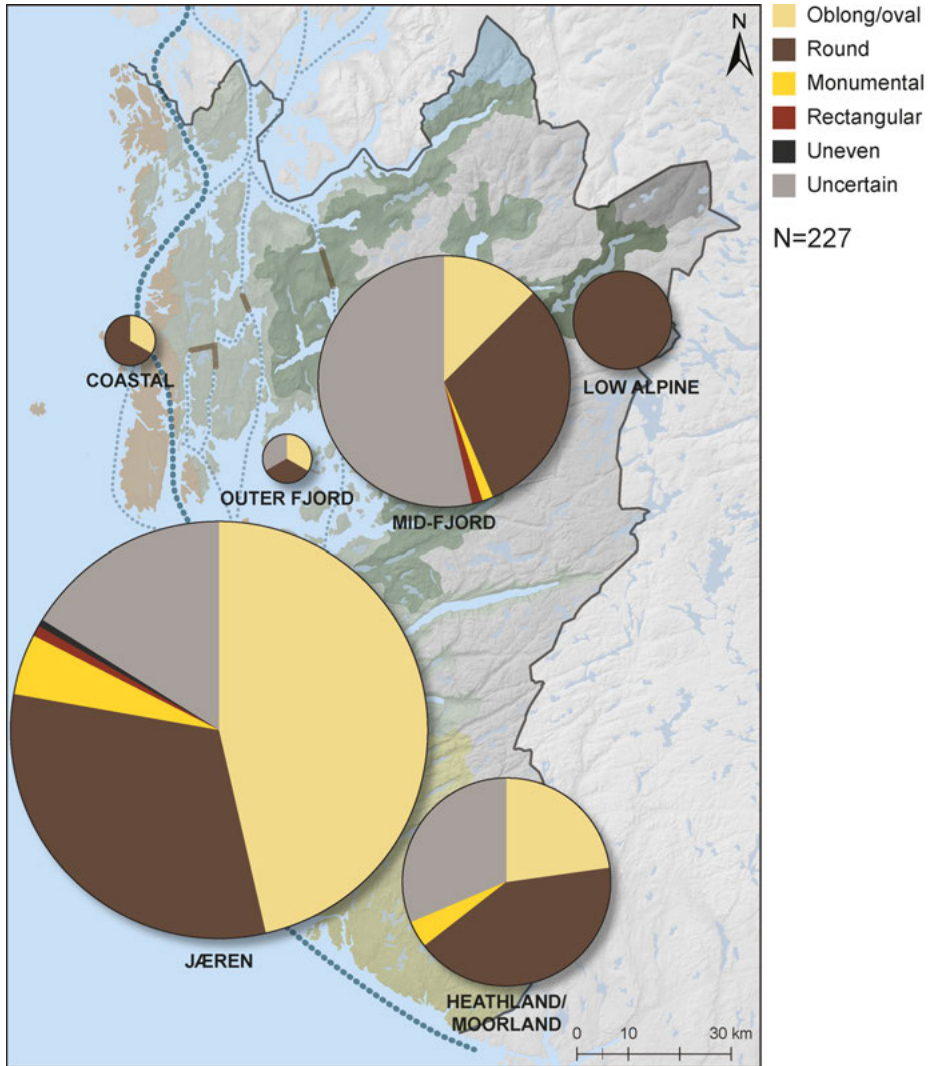 N
Oblong/oval
Round
Monumental
Rectangular
Uneven
Uncertain
N=227
COASTAL
LOW ALPINE
OUTER FJORD
MID-FJORD
JÆREN
HEATHLAND/
MOORLAND
0 10 30 km